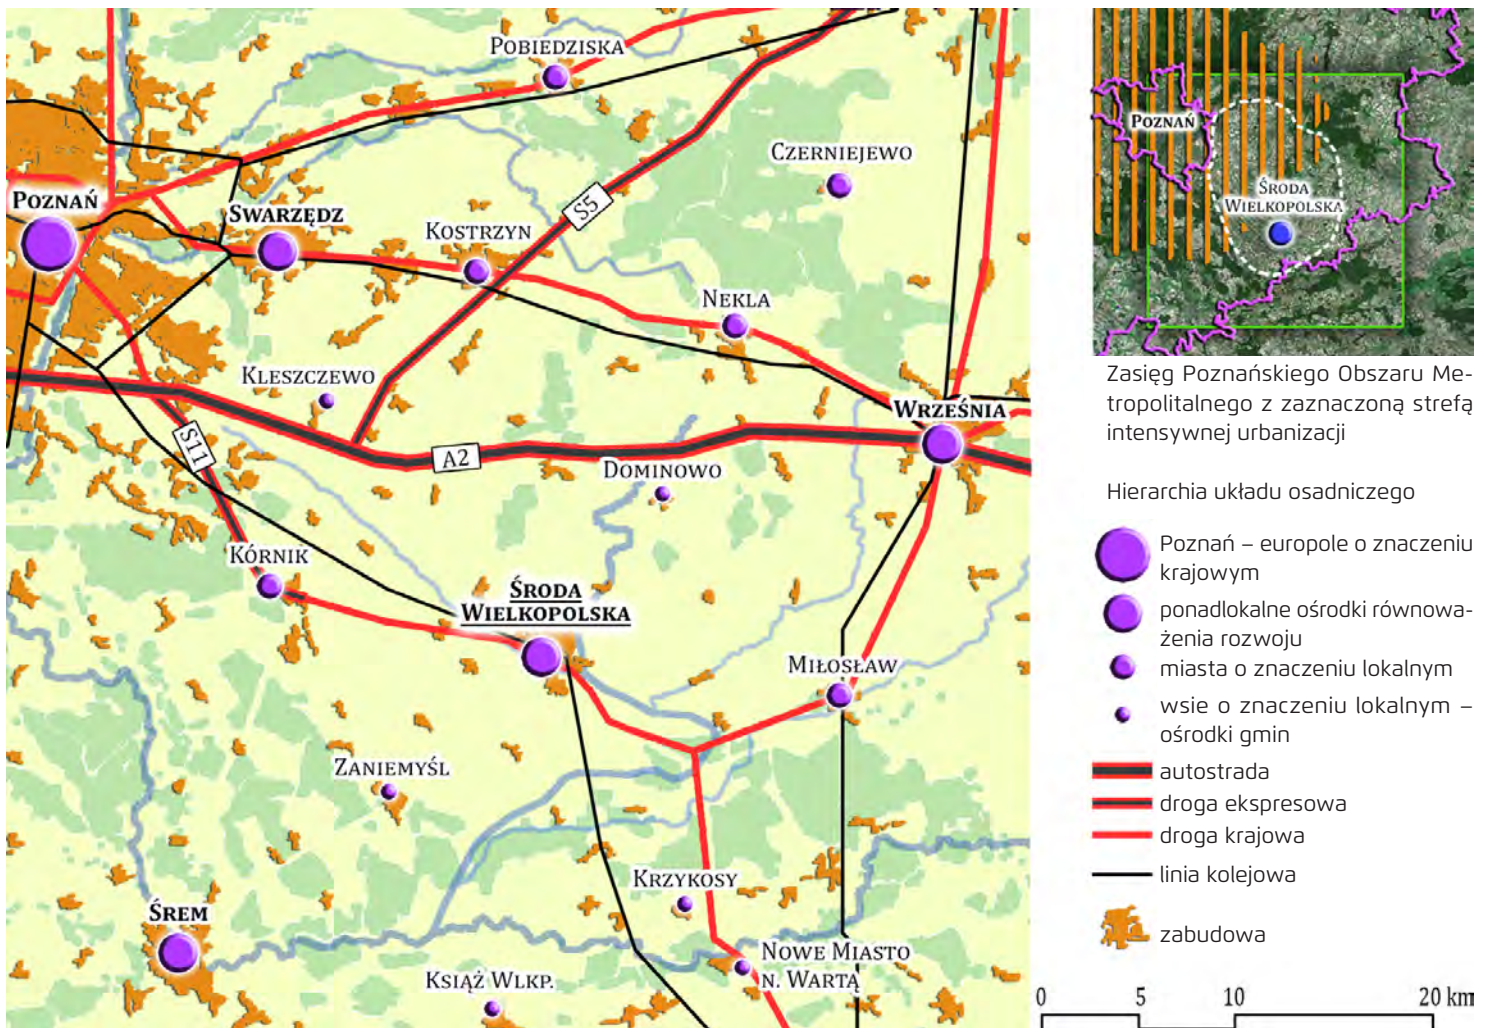 POBIEDZISKA
CZERNIEJEWO
POZNAŃ
SWARZĘDZ
KOSTRZYN
S5
NEKLA
KLESZCZEWO
WRZEŚNIA
S11
A2
DOMINOWO
KÓRNIK
ŚRODA
WIELKOPOLSKA
MIŁOSŁAW
ZANIEMYŚL
KRZYKOSY
ŚREM
NOWE MIASTO
N. WARTĄ
KSIĄŻ WLKP.
POZNAŃ
ŚRODA
WIELKOPOLSKA
Zasięg Poznańskiego Obszaru Me-
tropolitalnego z zaznaczoną strefą
intensywnej urbanizacji
Hierarchia układu osadniczego
Poznań – europole o znaczeniu
krajowym
ponadlokalne ośrodki równowa-
żenia rozwoju
miasta o znaczeniu lokalnym
wsie o znaczeniu lokalnym –
ośrodki gmin
autostrada
droga ekspresowa
droga krajowa
linia kolejowa
zabudowa
0 5 10 20 km